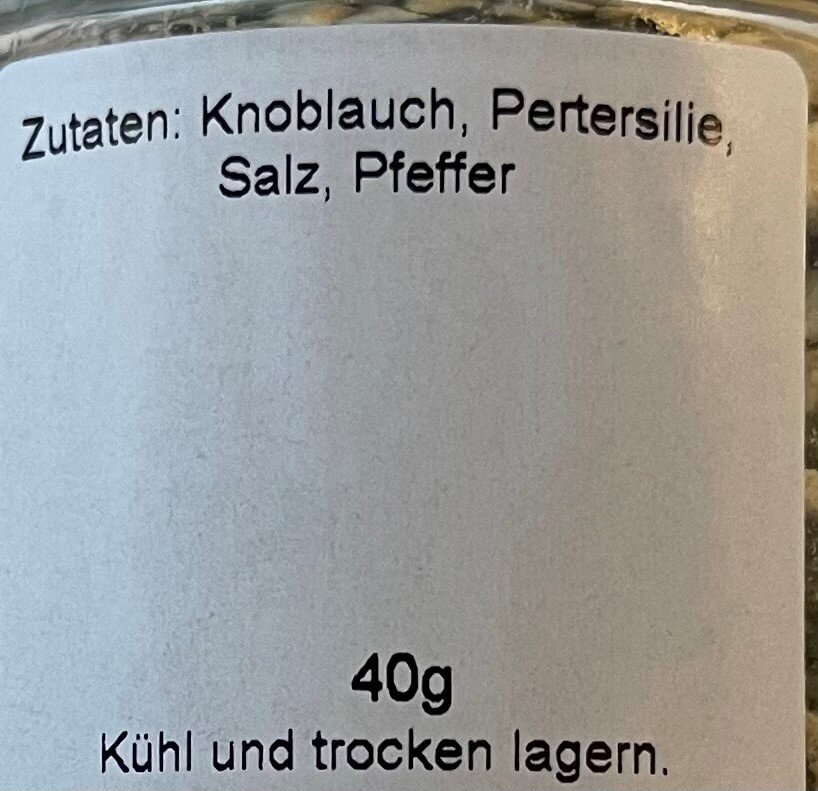 Zutaten: Knoblauch, Pertersilie,
Salz, Pfeffer
40g
Kühl und trocken lagern.